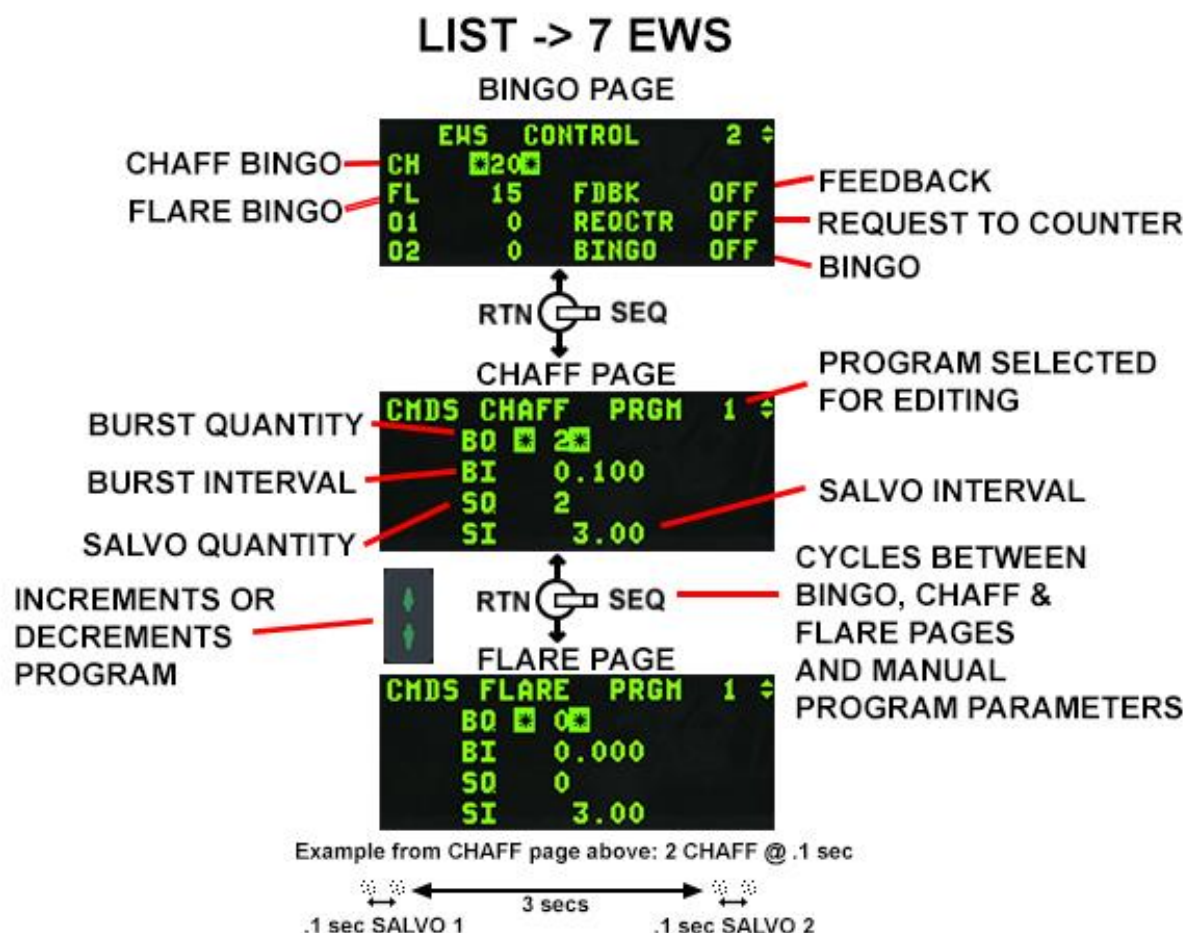 LIST -> 7 EWS
BINGO PAGE
EWS CONTROL 2
CHAFF BINGO
CH *20*
FLARE BINGO
FL 15 FDBK OFF
FEEDBACK
O1 0 REQCTR OFF
REQUEST TO COUNTER
O2 0 BINGO OFF
BINGO
RTN SEQ
CHAFF PAGE
PROGRAM SELECTED
FOR EDITING
CMDS CHAFF PRGM 1
BURST QUANTITY
BQ * 2*
BURST INTERVAL
BI 0.100
SALVO QUANTITY
SQ 2
SALVO INTERVAL
SI 3.00
INCREMENTS OR
DECREMENTS
PROGRAM
RTN SEQ
CYCLES BETWEEN
BINGO, CHAFF &
FLARE PAGES
AND MANUAL
PROGRAM PARAMETERS
FLARE PAGE
CMDS FLARE PRGM 1
BQ * 0*
BI 0.000
SQ 0
SI 3.00
Example from CHAFF page above: 2 CHAFF @ .1 sec
3 secs
.1 sec SALVO 1
.1 sec SALVO 2